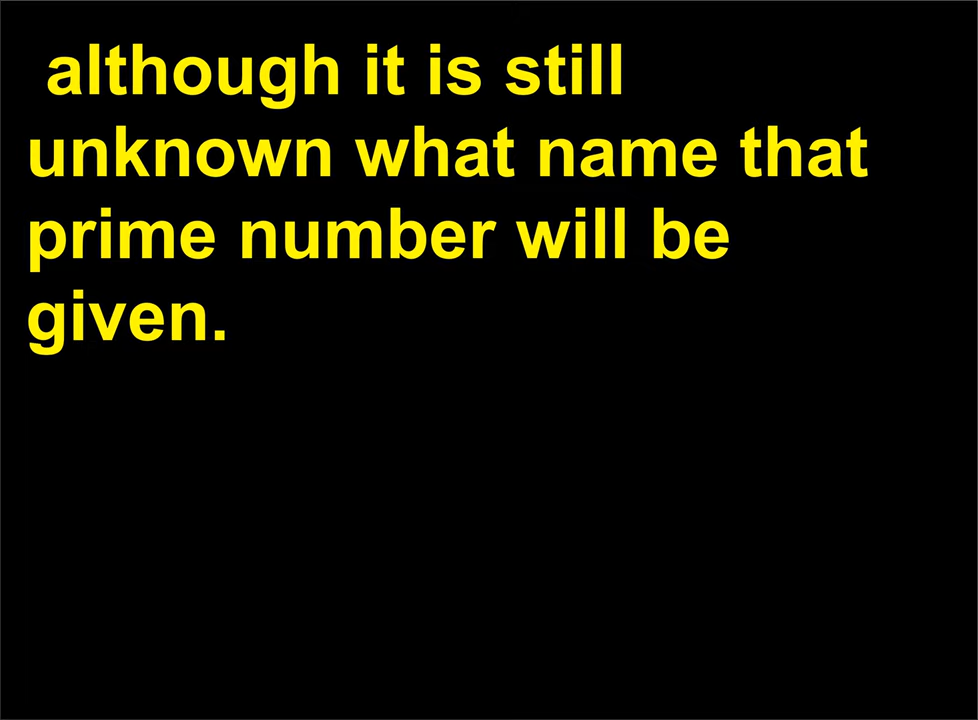 although it is still
unknown what name that
prime number will be
given.